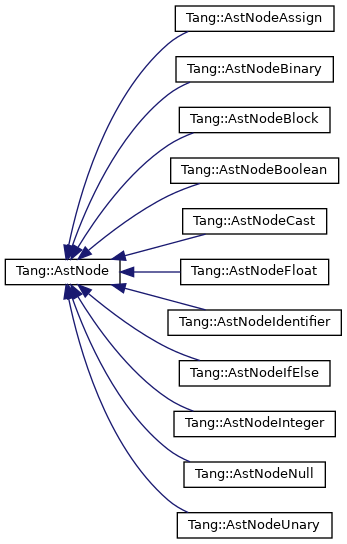 Tang::AstNodeAssign
Tang::AstNodeBinary
Tang::AstNodeBlock
Tang::AstNodeBoolean
Tang::AstNodeCast
Tang::AstNode
Tang::AstNodeFloat
Tang::AstNodeIdentifier
Tang::AstNodeIfElse
Tang::AstNodeInteger
Tang::AstNodeNull
Tang::AstNodeUnary